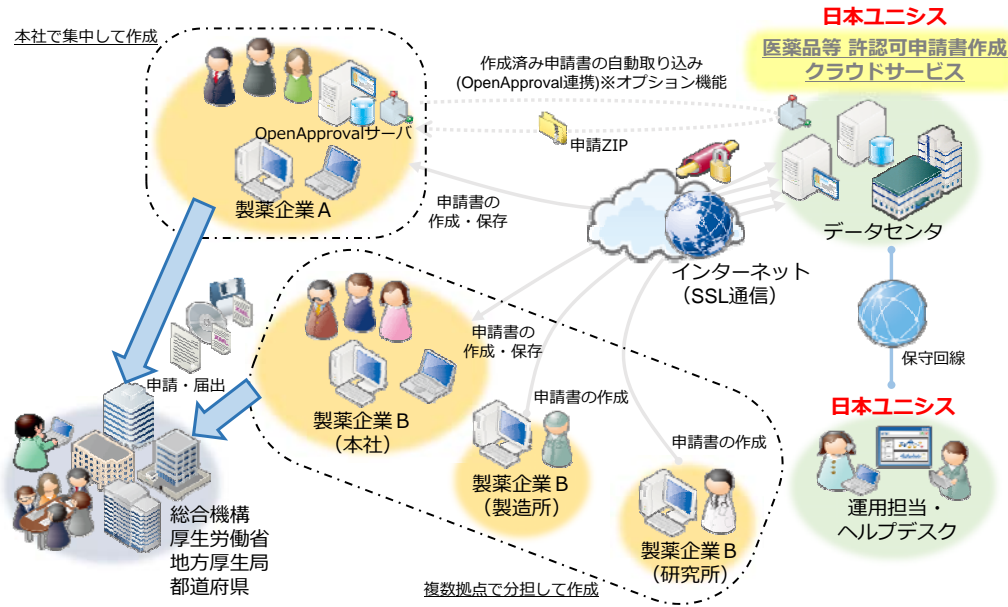 日本ユニシス
医薬品等 許認可申請書作成
クラウドサービス
本社で集中して作成
作成済み申請書の自動取り込み
(OpenApproval連携)※オプション機能
OpenApprovalサーバ
申請ZIP
製薬企業A
申請書の
作成・保存
データセンタ
インターネット
（SSL通信）
保守回線
申請・届出
申請書の
作成・保存
製薬企業B
（本社）
申請書の作成
製薬企業B
（製造所）
申請書の作成
製薬企業B
（研究所）
日本ユニシス
運用担当・
ヘルプデスク
総合機構
厚生労働省
地方厚生局
都道府県
複数拠点で分担して作成